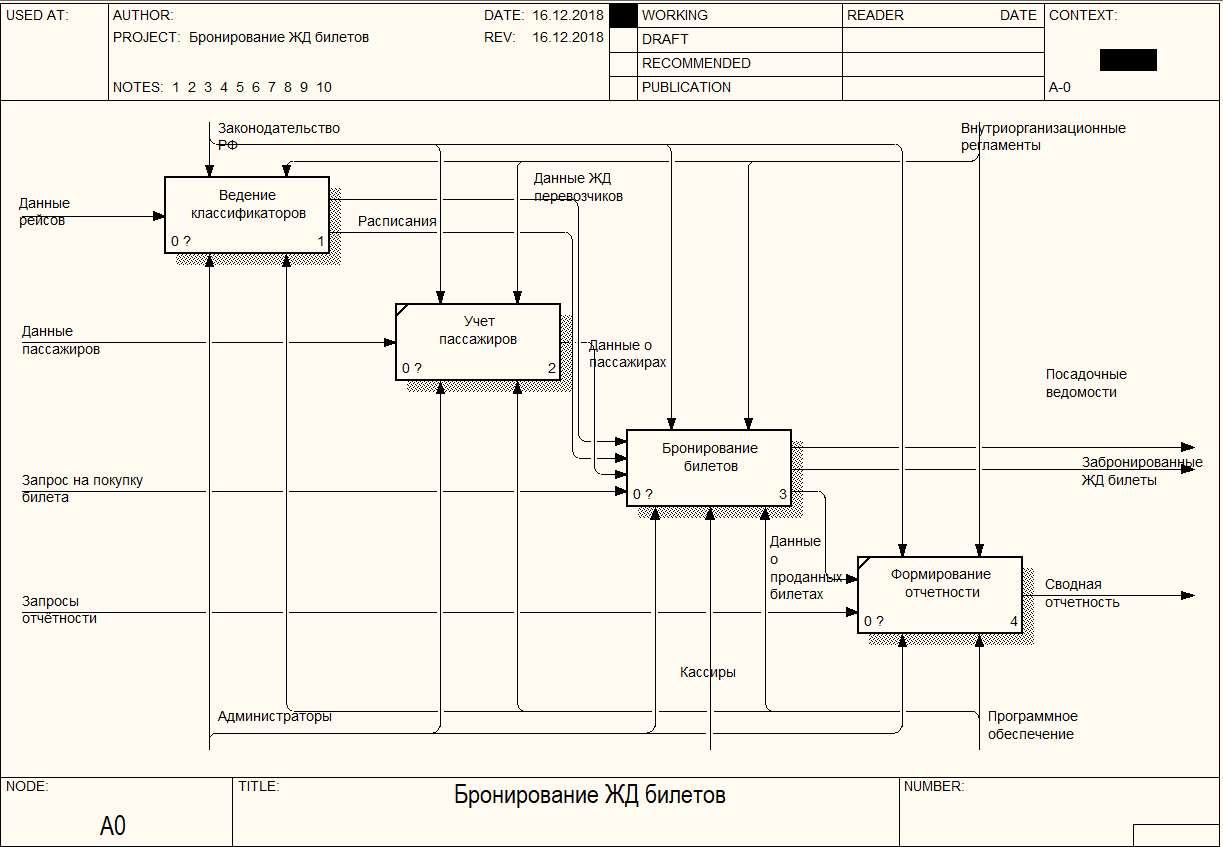 USED AT:
AUTHOR:
DATE: 16.12.2018
PROJECT: Бронирование ЖД билетов
REV: 16.12.2018
NOTES: 1 2 3 4 5 6 7 8 9 10
WORKING
DRAFT
RECOMMENDED
PUBLICATION
READER DATE
CONTEXT:
A-0
Законодательство
РФ
Внутриорганизационные
регламенты
Данные
рейсов
Ведение
классификаторов
0 ? 1
Данные ЖД
перевозчиков
Расписания
Данные
пассажиров
Учет
пассажиров
0 ? 2
Данные о
пассажирах
Посадочные
ведомости
Запрос на покупку
билета
Бронирование
билетов
0 ? 3
Забронированные
ЖД билеты
Данные
о
проданных
билетах
Запросы
отчётности
Формирование
отчетности
0 ? 4
Сводная
отчетность
Кассиры
Администраторы
Программное
обеспечение
NODE:
A0
TITLE:
Бронирование ЖД билетов
NUMBER: